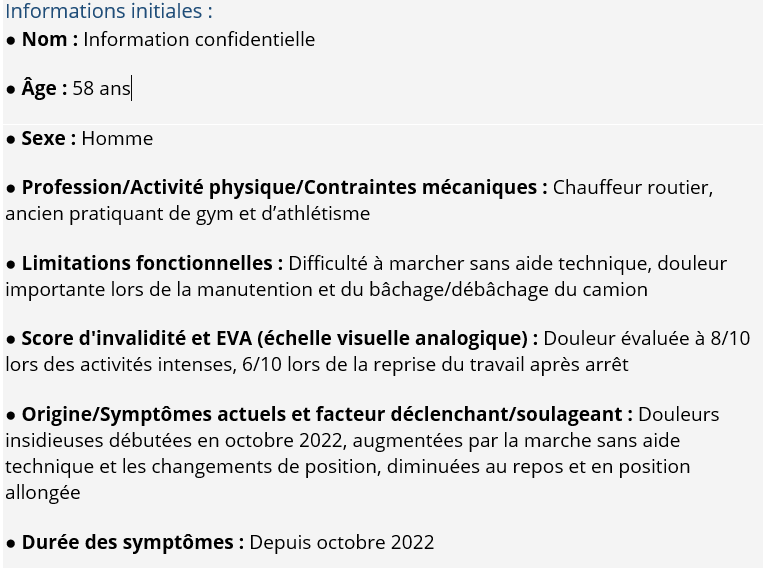 Informations initiales :
● Nom : Information confidentielle
● Âge : 58 ans
● Sexe : Homme
● Profession/Activité physique/Contraintes mécaniques : Chauffeur routier,
ancien pratiquant de gym et d’athlétisme
● Limitations fonctionnelles : Difficulté à marcher sans aide technique, douleur
importante lors de la manutention et du bâchage/débâchage du camion
● Score d'invalidité et EVA (échelle visuelle analogique) : Douleur évaluée à 8/10
lors des activités intenses, 6/10 lors de la reprise du travail après arrêt
● Origine/Symptômes actuels et facteur déclenchant/soulageant : Douleurs
insidieuses débutées en octobre 2022, augmentées par la marche sans aide
technique et les changements de position, diminuées au repos et en position
allongée
● Durée des symptômes : Depuis octobre 2022